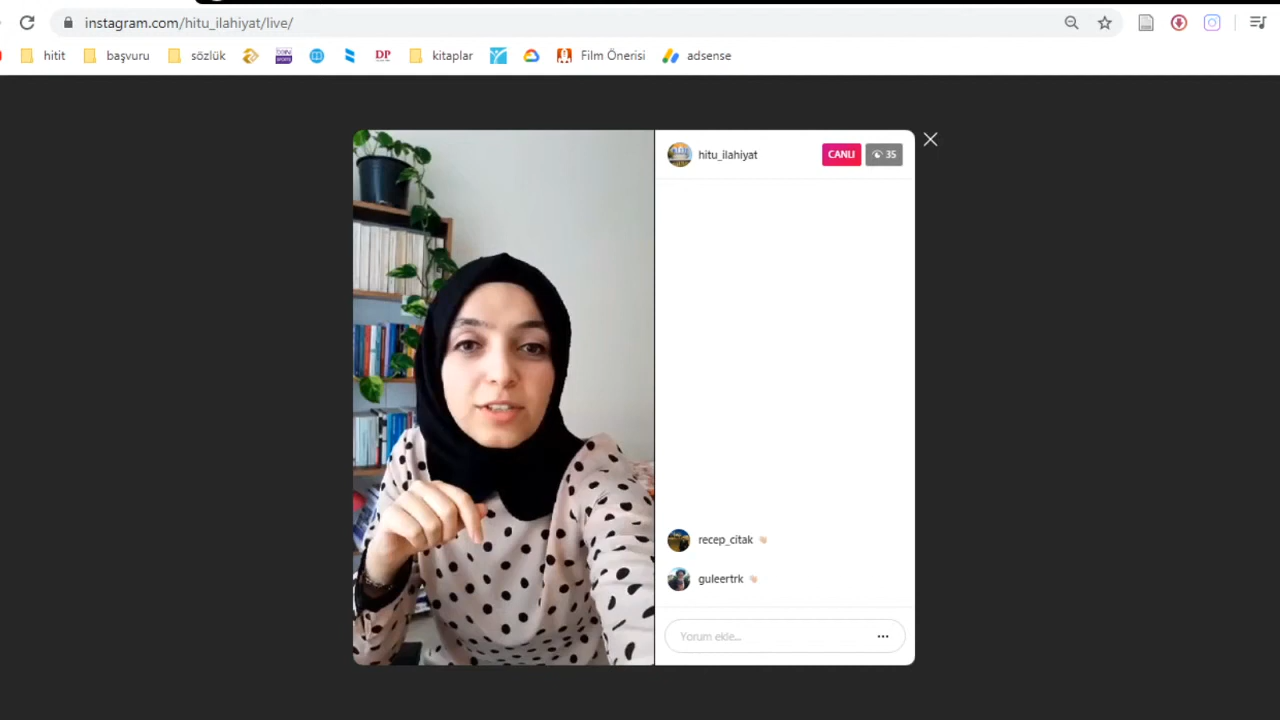 instagram.com/hitu_ilahiyat/live/
hitit başvuru sözlük DP kitaplar Film Önerisi adsense
hitu_ilahiyat CANLI 35
recep_citak
guleertrk
Yorum ekle...